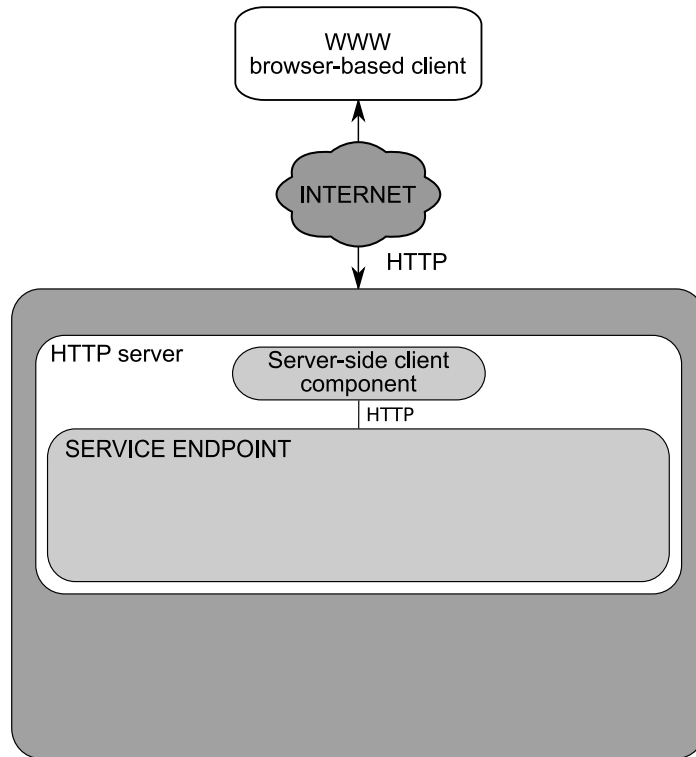 WWW
browser-based client
INTERNET
HTTP
HTTP server
Server-side client
component
HTTP
SERVICE ENDPOINT